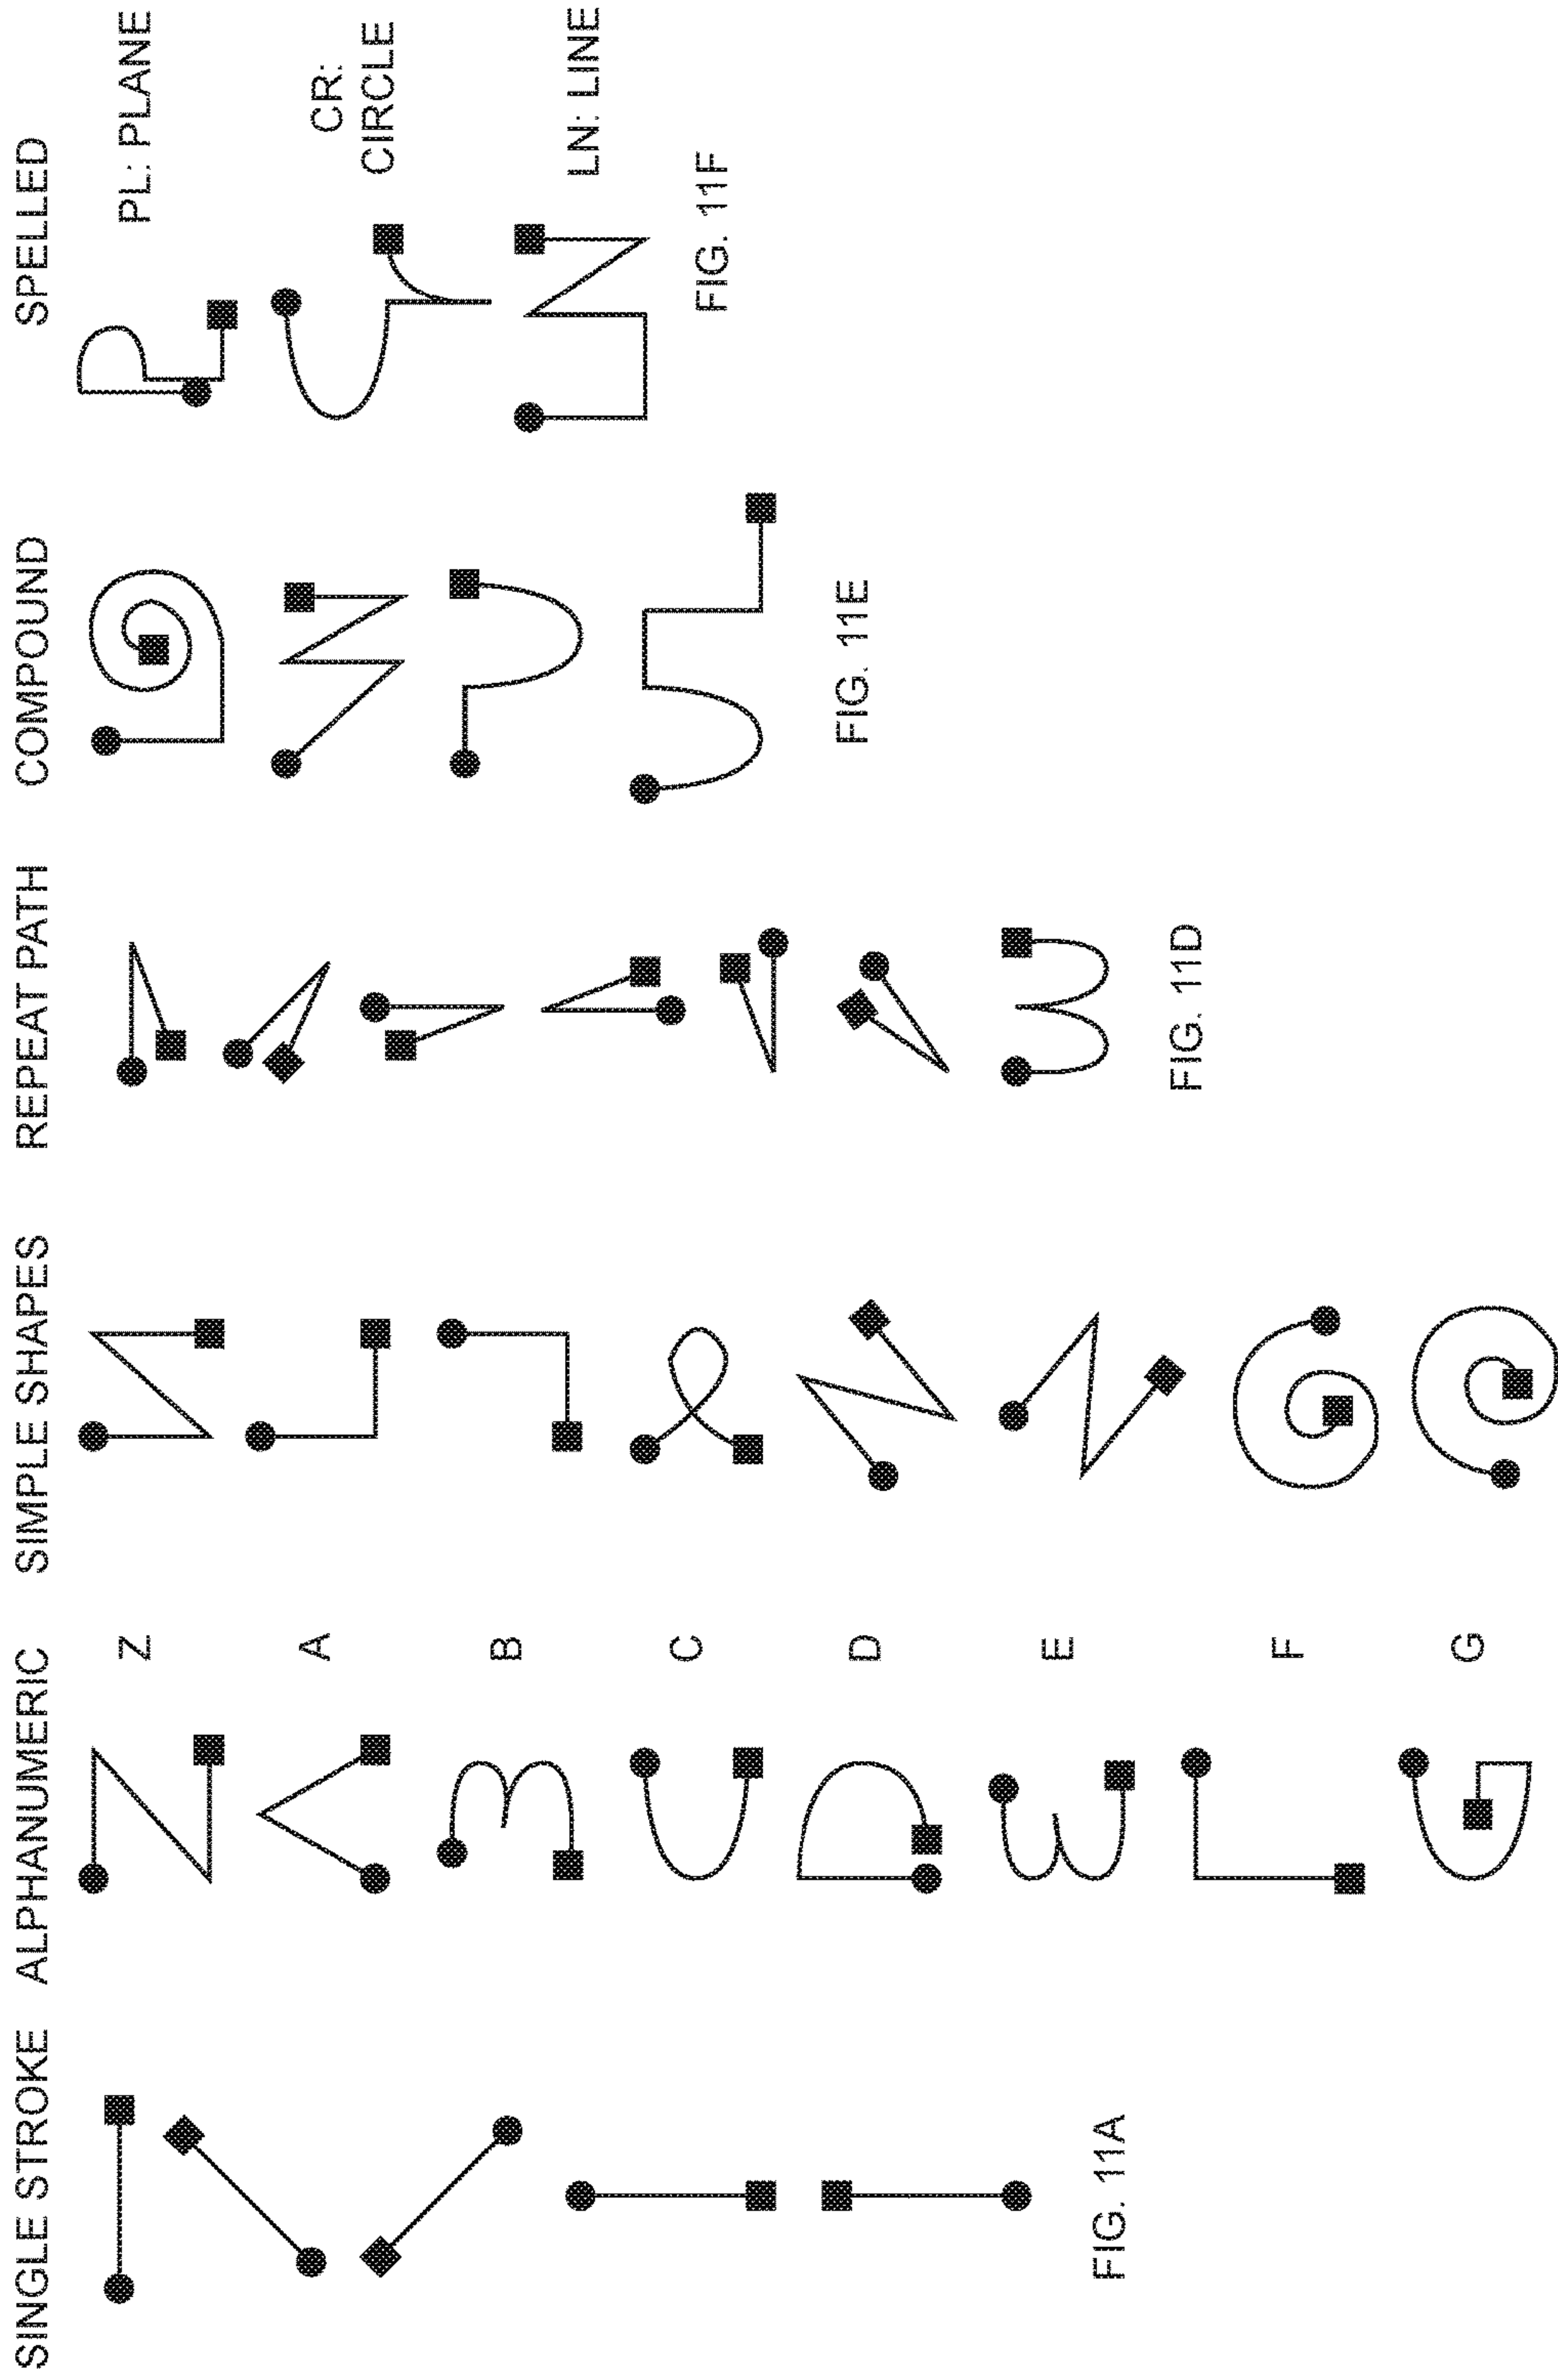 SINGLE STROKE
FIG. 11A
ALPHANUMERIC
Z
A
B
C
D
E
F
G
SIMPLE SHAPES
REPEAT PATH
FIG. 11D
COMPOUND
FIG. 11E
SPELLED
PL: PLANE
CR:
CIRCLE
LN: LINE
FIG. 11F